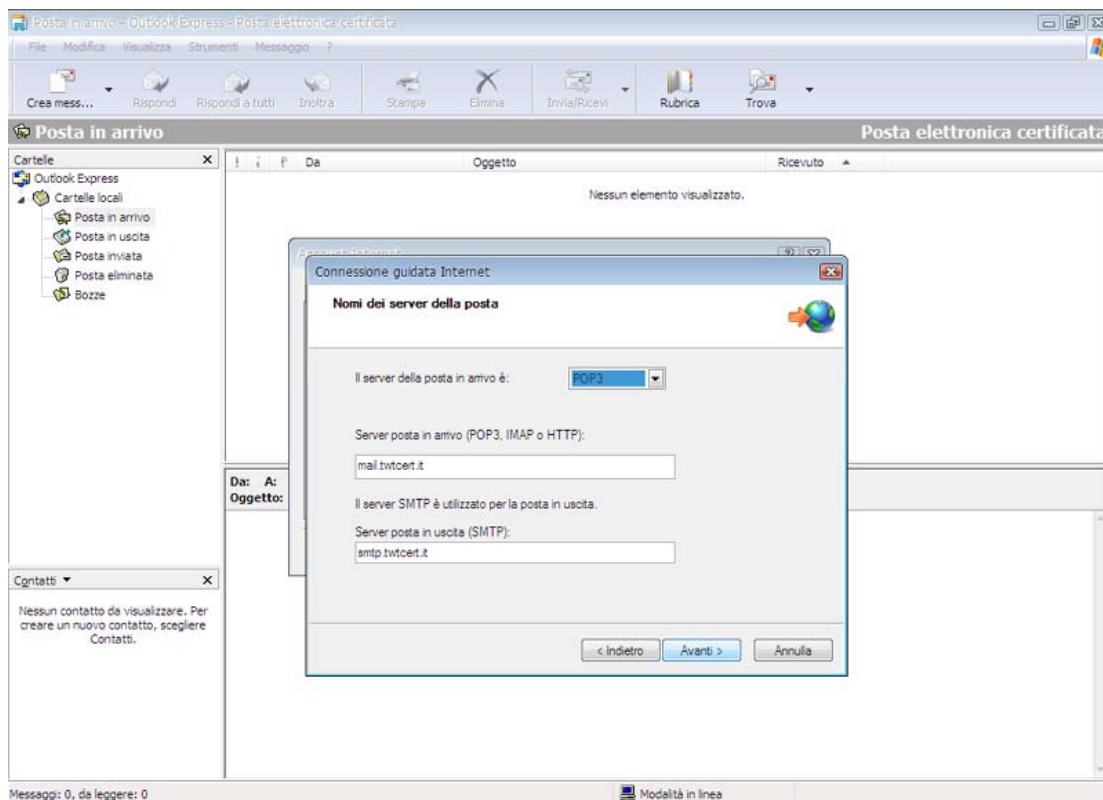 Posta in arrivo - Outlook Express - Posta elettronica certificata
File Modifica Visualizza Strumenti Messaggio ?
Crea mess... Rispondi Rispondi a tutti Inoltra Stampa Elimina Invia/Ricevi Rubrica Trova
Posta in arrivo Posta elettronica certificata
Cartelle
Outlook Express
Cartelle locali
Posta in arrivo
Posta in uscita
Posta inviata
Posta eliminata
Bozze
! Da Oggetto Ricevuto
Nessun elemento visualizzato.
Account Internet
Connessione guidata Internet
Nomi dei server della posta
Il server della posta in arrivo è: POP3
Server posta in arrivo (POP3, IMAP o HTTP):
mail.twtcert.it
Il server SMTP è utilizzato per la posta in uscita.
Server posta in uscita (SMTP):
smtp.twtcert.it
< Indietro Avanti > Annulla
Da: A:
Oggetto:
Contatti
Nessun contatto da visualizzare. Per
creare un nuovo contatto, scegliere
Contatti.
Messaggi: 0, da leggere: 0 Modalità in linea